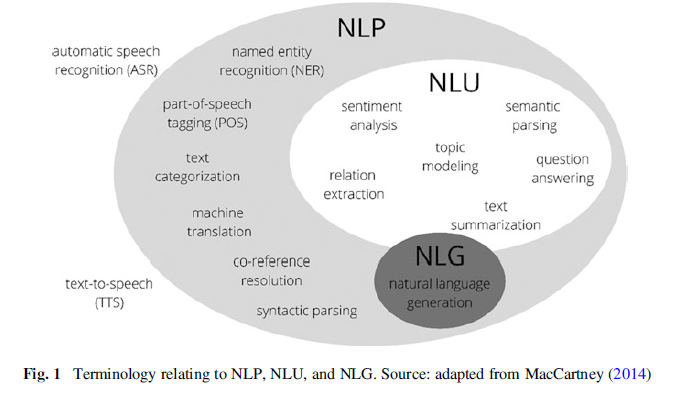 NLP
automatic speech
recognition (ASR)
named entity
recognition (NER)
NLU
part-of-speech
tagging (POS)
sentiment
analysis
semantic
parsing
topic
modeling
text
categorization
relation
extraction
question
answering
machine
translation
text
summarization
co-reference
resolution
NLG
natural language
generation
text-to-speech
(TTS)
syntactic parsing
Fig. 1 Terminology relating to NLP, NLU, and NLG. Source: adapted from MacCartney (2014)